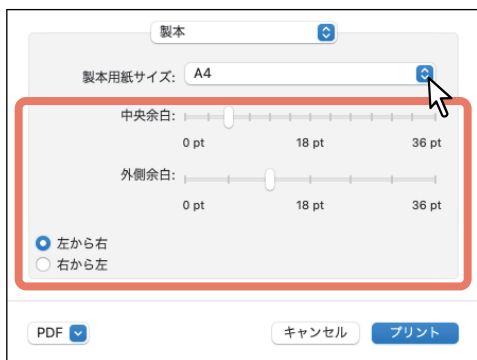 製本
製本用紙サイズ: A4
中央余白:
0 pt 18 pt 36 pt
外側余白:
0 pt 18 pt 36 pt
左から右
右から左
PDF キャンセル プリント